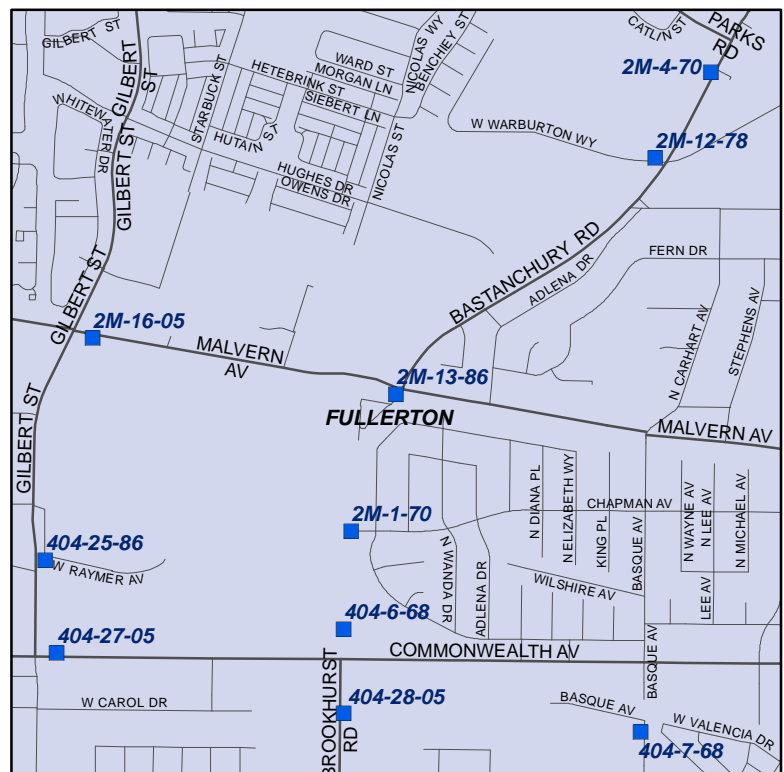 GILBERT ST
GILBERT
ST
STARBUCK ST
WARD ST
MORGAN LN
HETEBRINK ST
SIEBERT LN
NICOLAS WY
BENCHLEY ST
CATLIN ST
PARKS
RD
2M-4-70
WHITEWATER DR
GILBERT ST
HUTAIN ST
HUGHES DR
OWENS DR
NICOLAS ST
W WARBURTON WY
2M-12-78
GILBERT ST
2M-16-05
MALVERN
AV
BASTANCHURY RD
ADLENA DR
FERN DR
N CARHART AV
STEPHENS AV
2M-13-86
FULLERTON
MALVERN AV
GILBERT ST
2M-1-70
N DIANA PL
N ELIZABETH WY
KING PL
BASQUE AV
CHAPMAN AV
N WAYNE AV
N LEE AV
N MICHAEL AV
404-25-86
W RAYMER AV
N WANDA DR
ADLENA DR
WILSHIRE AV
LEE AV
404-6-68
404-27-05
COMMONWEALTH AV
BASQUE AV
W CAROL DR
BROOKHURST
RD
404-28-05
BASQUE AV
W VALENCIA DR
404-7-68